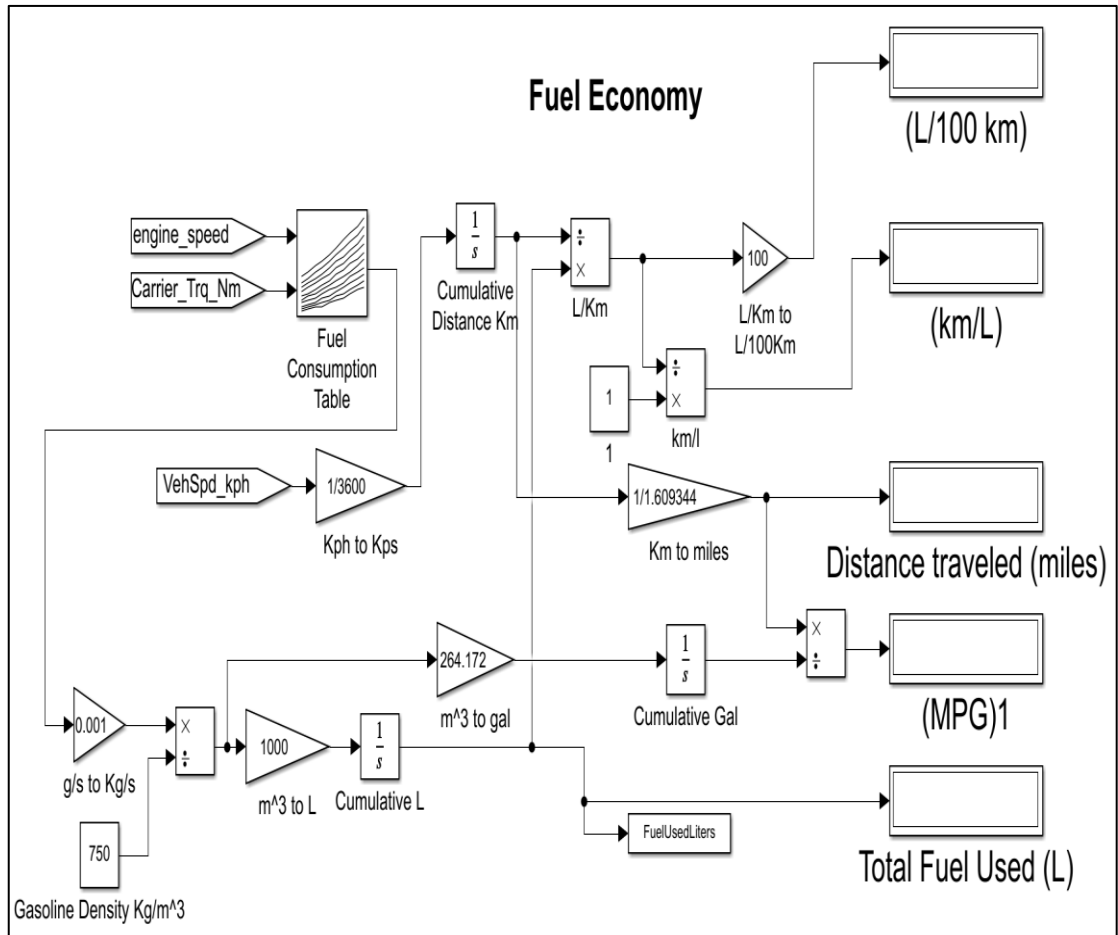 Fuel Economy
(L/100 km)
engine_speed
Carrier_Trq_Nm
Fuel
Consumption
Table
1
s
Cumulative
Distance Km
÷
×
L/Km
100
L/Km to
L/100Km
(km/L)
1
1
÷
×
km/l
VehSpd_kph
1/3600
Kph to Kps
1/1.609344
Km to miles
Distance traveled (miles)
264.172
m^3 to gal
1
s
Cumulative Gal
×
÷
(MPG)1
0.001
g/s to Kg/s
×
÷
1000
m^3 to L
1
s
Cumulative L
FuelUsedLiters
Total Fuel Used (L)
750
Gasoline Density Kg/m^3